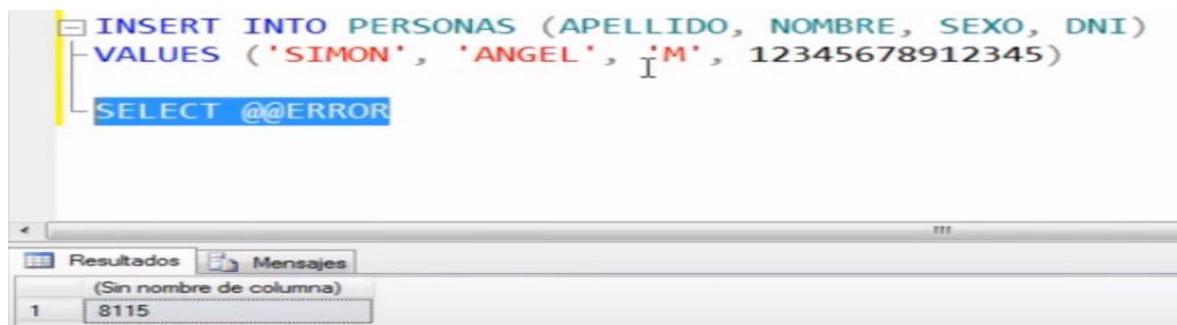 INSERT INTO PERSONAS (APELLIDO, NOMBRE, SEXO, DNI)
VALUES ('SIMON', 'ANGEL', 'M', 12345678912345)
SELECT @@ERROR
Resultados Mensajes
(Sin nombre de columna)
1 8115